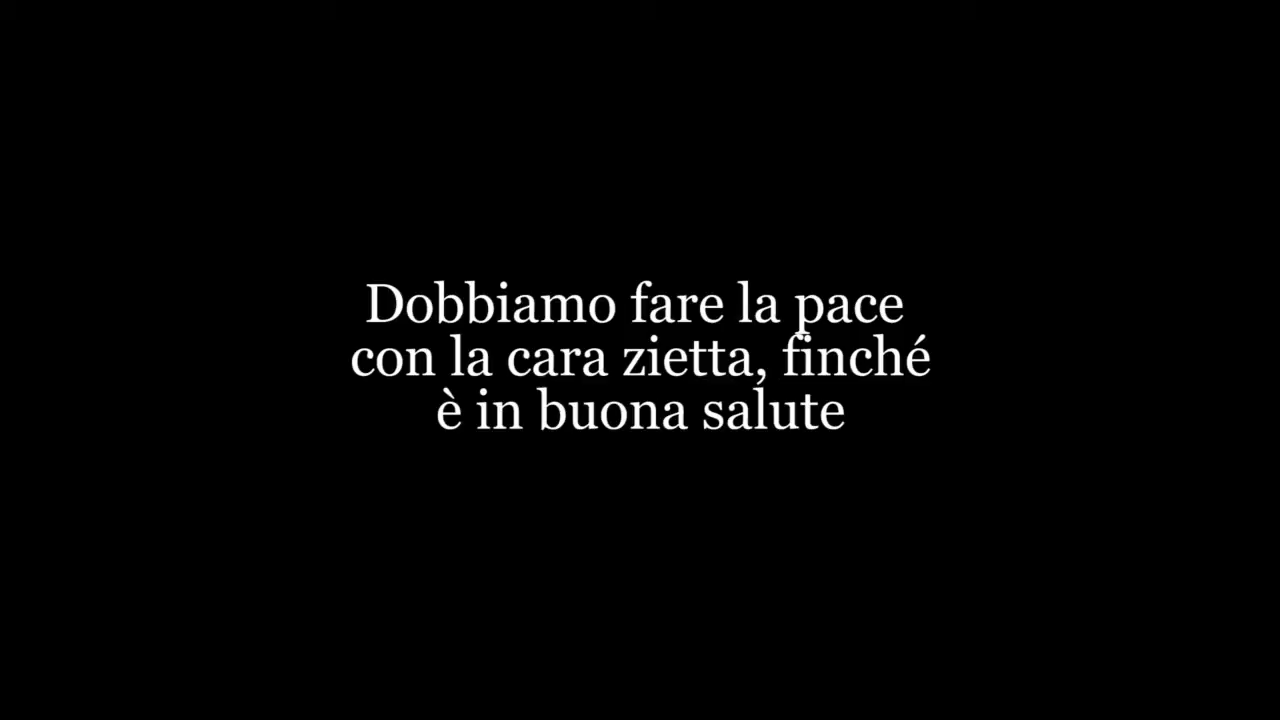 Dobbiamo fare la pace
con la cara zietta, finché
è in buona salute